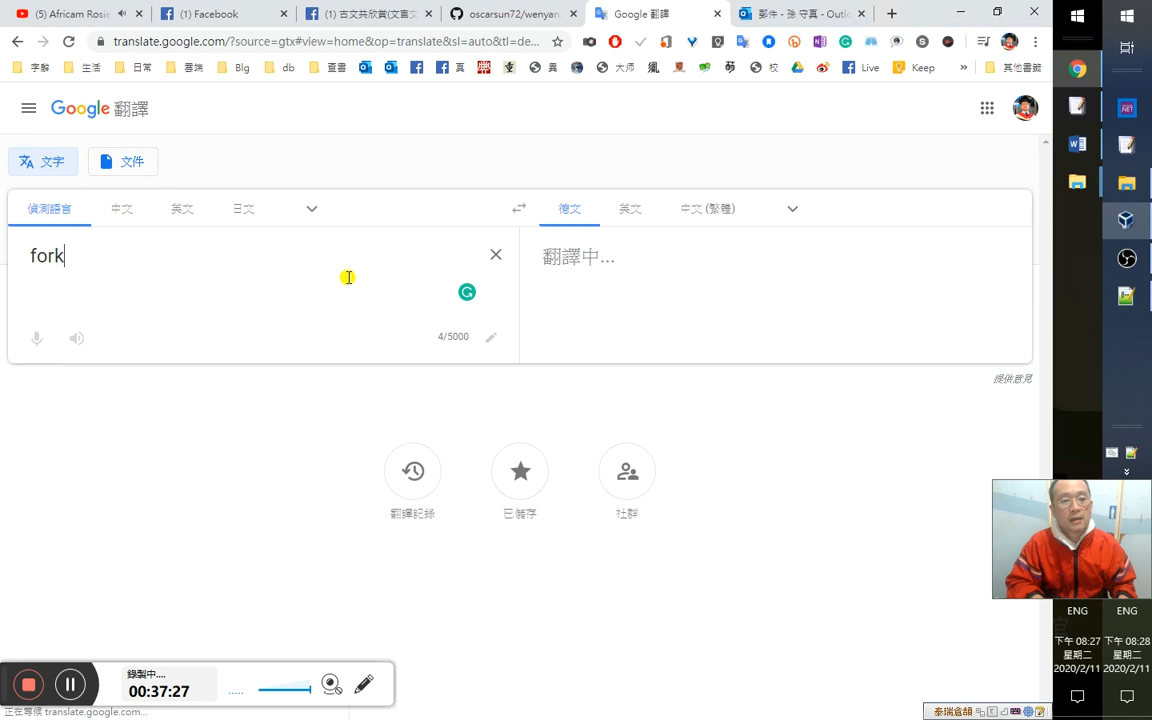 (5) Africam Rosie
(1) Facebook
(1) 古文共欣賞(文言文
oscarsun72/wenyan
Google 翻譯
郵件 - 孫 守真 - Outlo
translate.google.com/?source=gtx#view=home&op=translate&sl=auto&tl=de...
字辭
生活
日常
雲端
Blg
db
查書
真
異
大师
校
Live
Keep
»
其他書籤
Google 翻譯
文字
文件
偵測語言
中文
英文
日文
德文
英文
中文 (繁體)
fork
翻譯中...
4/5000
提供意見
翻譯記錄
已儲存
社群
錄製中....
00:37:27
正在等候 translate.google.com...
ENG
ENG
下午 08:27
下午 08:28
星期二
星期二
2020/2/11
2020/2/11
泰瑞倉頡